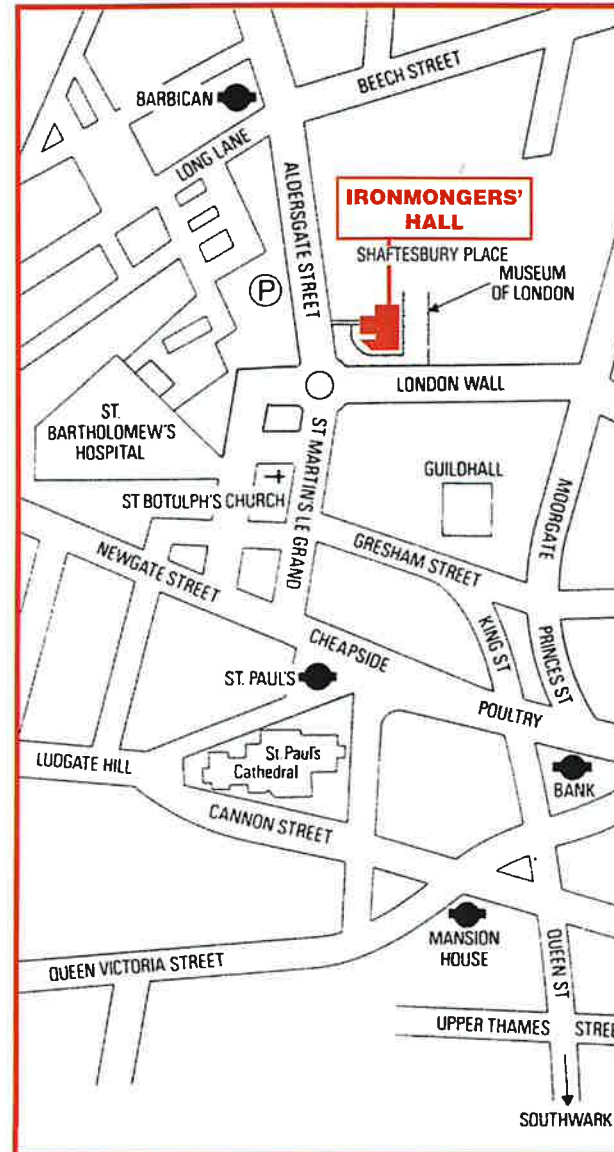 BEECH STREET
BARBICAN
LONG LANE
ALDERSGATE STREET
IRONMONGERS'
HALL
SHAFTESBURY PLACE
MUSEUM
OF LONDON
P
LONDON WALL
ST.
BARTHOLOMEW'S
HOSPITAL
ST MARTIN'S LE GRAND
GUILDHALL
MOORGATE
ST BOTULPH'S CHURCH
NEWGATE STREET
GRESHAM STREET
CHEAPSIDE
KING ST
PRINCES ST
ST. PAUL'S
POULTRY
LUDGATE HILL
St. Paul's
Cathedral
BANK
CANNON STREET
MANSION
HOUSE
QUEEN ST
QUEEN VICTORIA STREET
UPPER THAMES STREE
SOUTHWARK